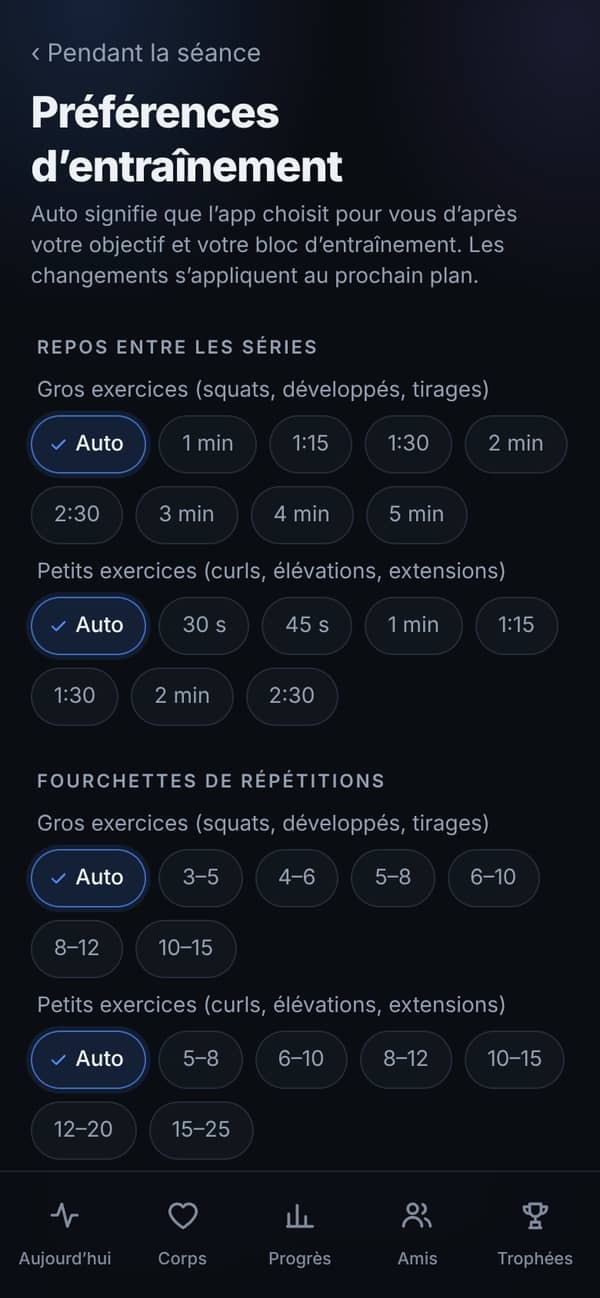 ‹ Pendant la séance
Préférences
d’entraînement
Auto signifie que l’app choisit pour vous d’après
votre objectif et votre bloc d’entraînement. Les
changements s’appliquent au prochain plan.
REPOS ENTRE LES SÉRIES
Gros exercices (squats, développés, tirages)
✓ Auto 1 min 1:15 1:30 2 min
2:30 3 min 4 min 5 min
Petits exercices (curls, élévations, extensions)
✓ Auto 30 s 45 s 1 min 1:15
1:30 2 min 2:30
FOURCHETTES DE RÉPÉTITIONS
Gros exercices (squats, développés, tirages)
✓ Auto 3–5 4–6 5–8 6–10
8–12 10–15
Petits exercices (curls, élévations, extensions)
✓ Auto 5–8 6–10 8–12 10–15
12–20 15–25
Aujourd’hui Corps Progrès Amis Trophées